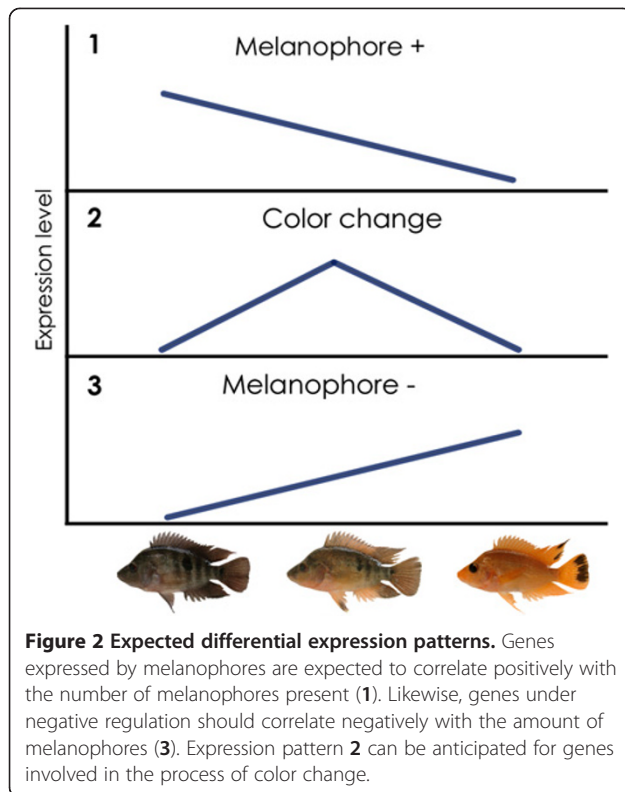 1
Melanophore +
2
Color change
3
Melanophore -
Expression level
Figure 2 Expected differential expression patterns. Genes
expressed by melanophores are expected to correlate positively with
the number of melanophores present (1). Likewise, genes under
negative regulation should correlate negatively with the amount of
melanophores (3). Expression pattern 2 can be anticipated for genes
involved in the process of color change.